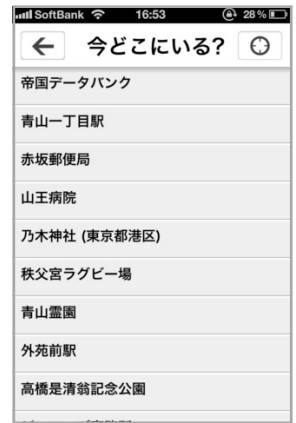 SoftBank 16:53 28%
今どこにいる?
帝国データバンク
青山一丁目駅
赤坂郵便局
山王病院
乃木神社 (東京都港区)
秩父宮ラグビー場
青山霊園
外苑前駅
高橋是清翁記念公園